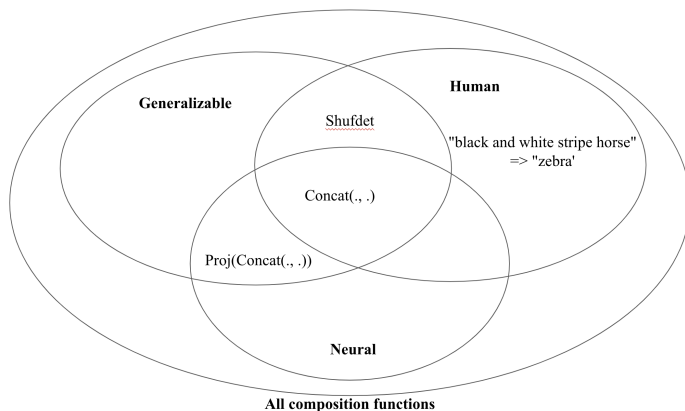 Human
Generalizable
Shufdet
"black and white stripe horse"
=> "zebra'
Concat(., .)
Proj(Concat(., .))
Neural
All composition functions